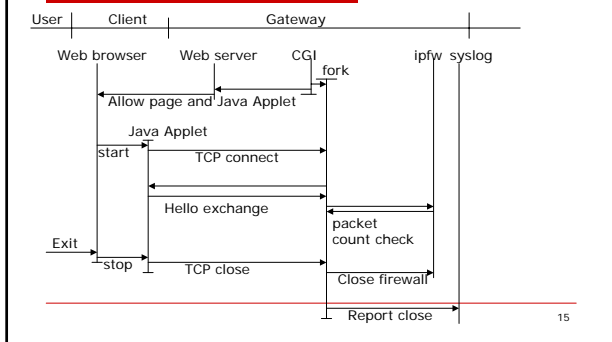 User Client Gateway
Web browser Web server CGI ipfw syslog
fork
Allow page and Java Applet
Java Applet
start
TCP connect
Hello exchange
packet
count check
Exit
stop
TCP close
Close firewall
Report close
15